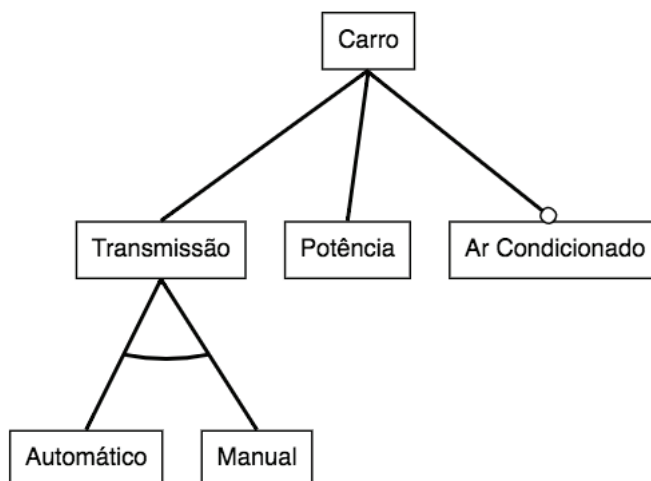 Carro
Transmissão
Potência
Ar Condicionado
Automático
Manual